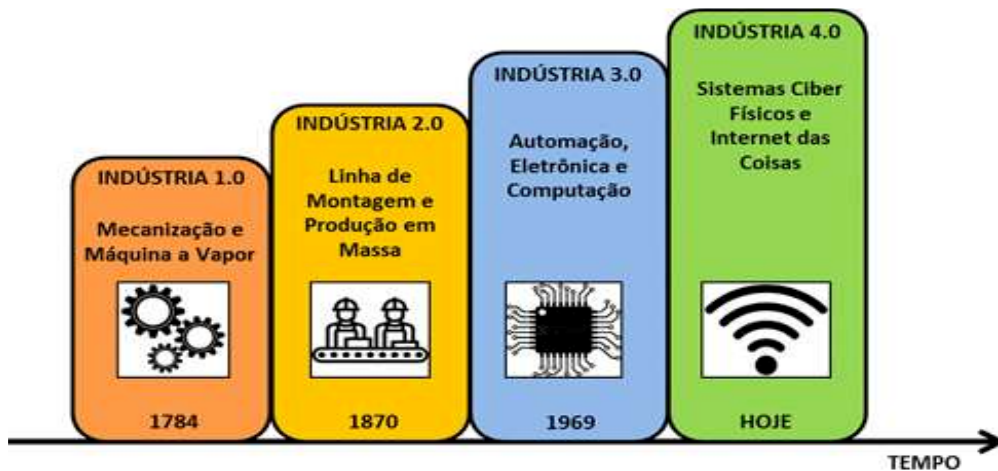 INDÚSTRIA 1.0
Mecanização e
Máquina a Vapor
1784
INDÚSTRIA 2.0
Linha de
Montagem e
Produção em
Massa
1870
INDÚSTRIA 3.0
Automação,
Eletrônica e
Computação
1969
INDÚSTRIA 4.0
Sistemas Ciber
Físicos e
Internet das
Coisas
HOJE
TEMPO